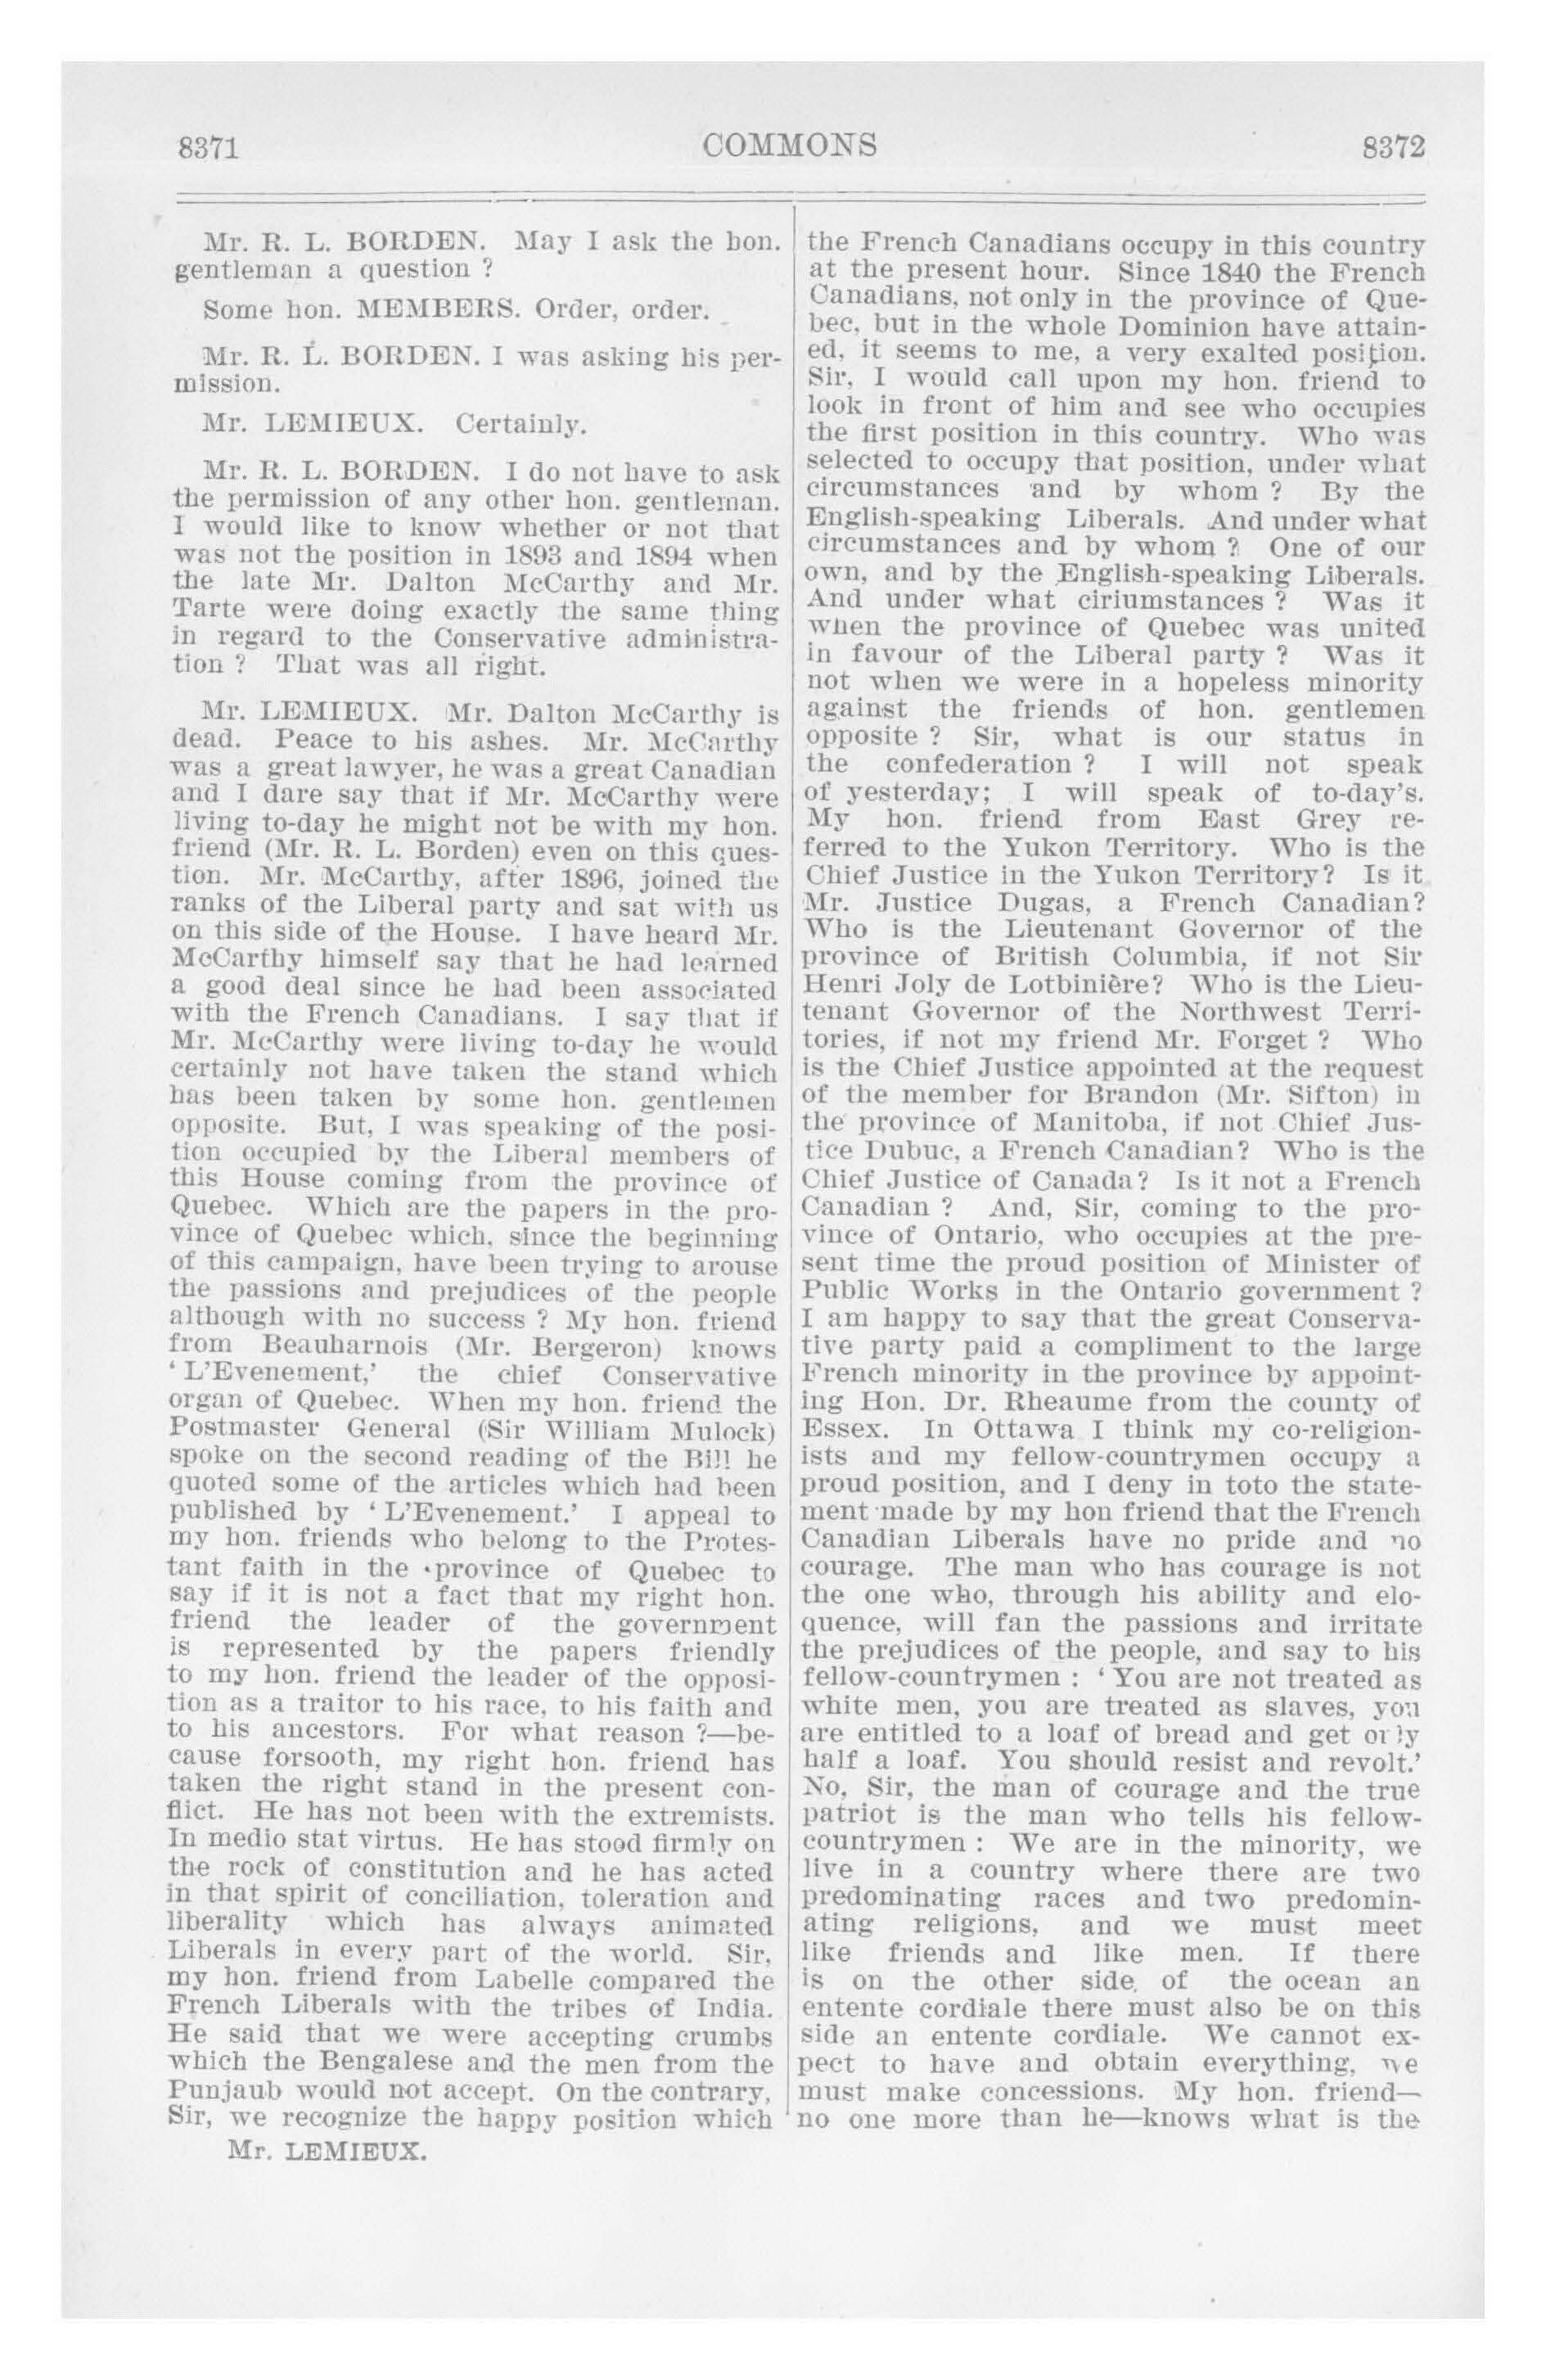 8371 COMMONS 8372
Mr. R. L. BORDEN. May I ask the hon.
gentleman a question ?
Some hon. MEMBERS. Order, order.
Mr. R. L. BORDEN. I was asking his per-
mission.
Mr. LEMIEUX. Certainly.
Mr. R. L. BORDEN. I do not have to ask
the permission of any other hon. gentleman.
I would like to know whether or not that
was not the position in 1893 and 1894 when
the late Mr. Dalton McCarthy and Mr.
Tarte were doing exactly the same thing
in regard to the Conservative administra-
tion ? That was all right.
Mr. LEMIEUX. Mr. Dalton McCarthy is
dead. Peace to his ashes. Mr. McCarthy
was a great lawyer, he was a great Canadian
and I dare say that if Mr. McCarthy were
living to-day he might not be with my hon.
friend (Mr. R. L. Borden) even on this ques-
tion. Mr. McCarthy, after 1896, joined the
ranks of the Liberal party and sat with us
on this side of the House. I have heard Mr.
McCarthy himself say that he had learned
a good deal since he had been associated
with the French Canadians. I say that if
Mr. McCarthy were living to-day he would
certainly not have taken the stand which
has been taken by some hon. gentlemen
opposite. But, I was speaking of the posi-
tion occupied by the Liberal members of
this House coming from the province of
Quebec. Which are the papers in the pro-
vince of Quebec which, since the beginning
of this campaign, have been trying to arouse
the passions and prejudices of the people
although with no success ? My hon. friend
from Beauharnois (Mr. Bergeron) knows
‘ L'Evenement,’ the chief Conservative
organ of Quebec. When my hon. friend the
Postmaster General (Sir William Mulock)
spoke on the second reading of the Bill he
quoted some of the articles which had been
published by ‘ L'Evenement.’ I appeal to
my hon. friends who belong to the Protes-
tant faith in the province of Quebec to
say if it is not a fact that my right hon.
friend the leader of the government
is represented by the papers friendly
to my hon. friend the leader of the opposi-
tion as a traitor to his race, to his faith and
to his ancestors. For what reason ?—be-
cause forsooth, my right hon. friend has
taken the right stand in the present con-
flict. He has not been with the extremists.
In medio stat virtus. He has stood firmly on
the rock of constitution and he has acted
in that spirit of conciliation, toleration and
liberality which has always animated
Liberals in every part of the world. Sir,
my hon. friend from Labelle compared the
French Liberals with the tribes of India.
He said that we were accepting crumbs
which the Bengalese and the men from the
Punjaub would not accept. On the contrary,
Sir, we recognize the happy position which
Mr. LEMIEUX.
the French Canadians occupy in this country
at the present hour. Since 1840 the French
Canadians, not only in the province of Que-
bec, but in the whole Dominion have attain-
ed, it seems to me, a very exalted position.
Sir, I would call upon my hon. friend to
look in front of him and see who occupies
the first position in this country. Who was
selected to occupy that position, under what
circumstances and by whom ? By the
English-speaking Liberals. And under what
circumstances and by whom ? One of our
own, and by the English-speaking Liberals.
And under what ciriumstances ? Was it
when the province of Quebec was united
in favour of the Liberal party ? Was it
not when we were in a hopeless minority
against the friends of hon. gentlemen
opposite ? Sir, what is our status in
the confederation ? I will not speak
of yesterday; I will speak of to-day's.
My hon. friend from East Grey re-
ferred to the Yukon Territory. Who is the
Chief Justice in the Yukon Territory? Is it
Mr. Justice Dugas, a French Canadian?
Who is the Lieutenant Governor of the
province of British Columbia, if not Sir
Henri Joly de Lotbinière? Who is the Lieu-
tenant Governor of the Northwest Terri-
tories, if not my friend Mr. Forget ? Who
is the Chief Justice appointed at the request
of the member for Brandon (Mr. Sifton) in
the province of Manitoba, if not Chief Jus-
tice Dubuc, a French Canadian? Who is the
Chief Justice of Canada? Is it not a French
Canadian ? And, Sir, coming to the pro-
vince of Ontario, who occupies at the pre-
sent time the proud position of Minister of
Public Works in the Ontario government ?
I am happy to say that the great Conserva-
tive party paid a compliment to the large
French minority in the province by appoint-
ing Hon. Dr. Rheaume from the county of
Essex. In Ottawa I think my co-religion-
ists and my fellow-countrymen occupy a
proud position, and I deny in toto the state-
ment made by my hon friend that the French
Canadian Liberals have no pride and no
courage. The man who has courage is not
the one who, through his ability and elo-
quence, will fan the passions and irritate
the prejudices of the people, and say to his
fellow-countrymen : ‘ You are not treated as
white men, you are treated as slaves, you
are entitled to a loaf of bread and get only
half a loaf. You should resist and revolt.’
No, Sir, the man of courage and the true
patriot is the man who tells his fellow-
countrymen : We are in the minority, we
live in a country where there are two
predominating races and two predomin-
ating religions, and we must meet
like friends and like men. If there
is on the other side of the ocean an
entente cordiale there must also be on this
side an entente cordiale. We cannot ex-
pect to have and obtain everything, we
must make concessions. My hon. friend—
no one more than he—knows what is the